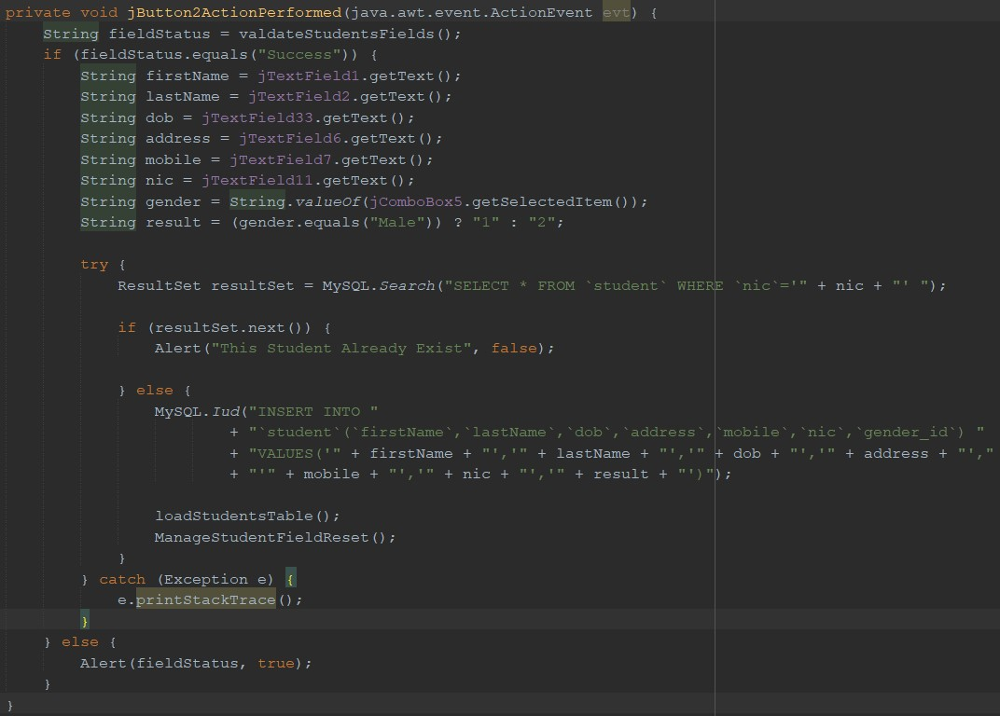 private void jButton2ActionPerformed(java.awt.event.ActionEvent evt) {
    String fieldStatus = valdateStudentsFields();
    if (fieldStatus.equals("Success")) {
        String firstName = jTextField1.getText();
        String lastName = jTextField2.getText();
        String dob = jTextField33.getText();
        String address = jTextField6.getText();
        String mobile = jTextField7.getText();
        String nic = jTextField11.getText();
        String gender = String.valueOf(jComboBox5.getSelectedItem());
        String result = (gender.equals("Male")) ? "1" : "2";

        try {
            ResultSet resultSet = MySQL.Search("SELECT * FROM `student` WHERE `nic`='" + nic + "' ");

            if (resultSet.next()) {
                Alert("This Student Already Exist", false);

            } else {
                MySQL.Iud("INSERT INTO "
                        + "`student`(`firstName`,`lastName`,`dob`,`address`,`mobile`,`nic`,`gender_id`) "
                        + "VALUES('" + firstName + "','" + lastName + "','" + dob + "','" + address + "',"
                        + "'" + mobile + "','" + nic + "','" + result + "')");

                loadStudentsTable();
                ManageStudentFieldReset();
            }
        } catch (Exception e) {
            e.printStackTrace();
        }
    } else {
        Alert(fieldStatus, true);
    }
}